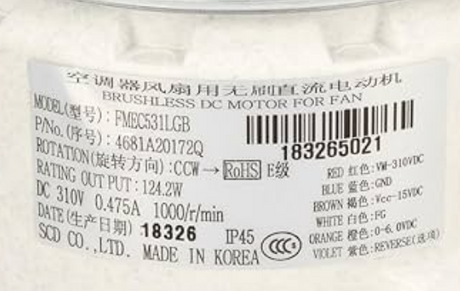 空调器风扇用无刷直流电动机
BRUSHLESS DC MOTOR FOR FAN
MODEL(型号): FMEC531LGB
P/No.(序号): 4681A20172Q
ROTATION(旋转方向): CCW→ RoHS E级
RATING OUT PUT: 124.2W
DC 310V 0.475A 1000/r/min
DATE(生产日期) 18326 IP45
SCD CO.,LTD. MADE IN KOREA CCC
183265021
RED 红色: VM-310VDC
BLUE 蓝色: GND
BROWN 褐色: Vcc-15VDC
WHITE 白色: FG
ORANGE 橙色: 0-6.0VDC
VIOLET 紫色: REVERSE(选项)